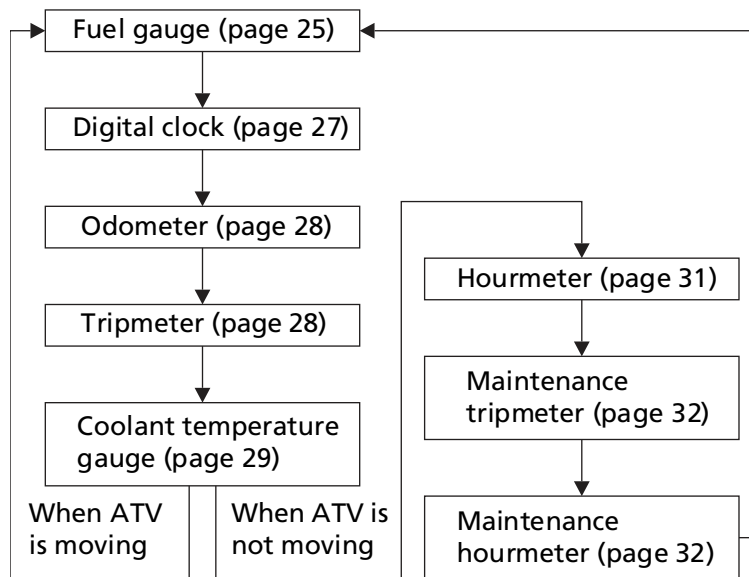 Fuel gauge (page 25)
Digital clock (page 27)
Odometer (page 28)
Tripmeter (page 28)
Coolant temperature
gauge (page 29)
When ATV
is moving
When ATV is
not moving
Hourmeter (page 31)
Maintenance
tripmeter (page 32)
Maintenance
hourmeter (page 32)